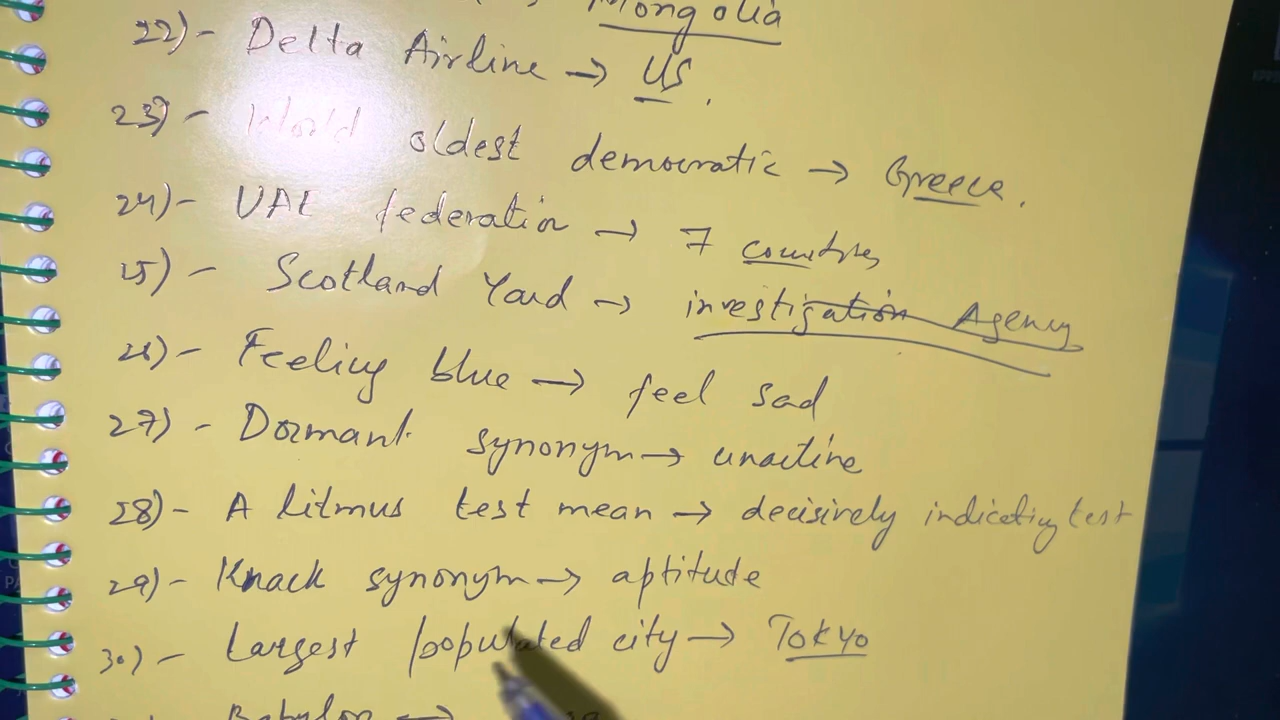 Mongolia
22)- Delta Airline → US.
23)- World oldest democratic → Greece.
24)- UAE federation → 7 countries
25)- Scotland Yard → investigation Agency
26)- Feeling blue → feel sad
27)- Dormant synonym → unactive
28)- A litmus test mean → decisively indicating test
29)- Knack synonym → aptitude
30)- Largest populated city → Tokyo
Babylon →